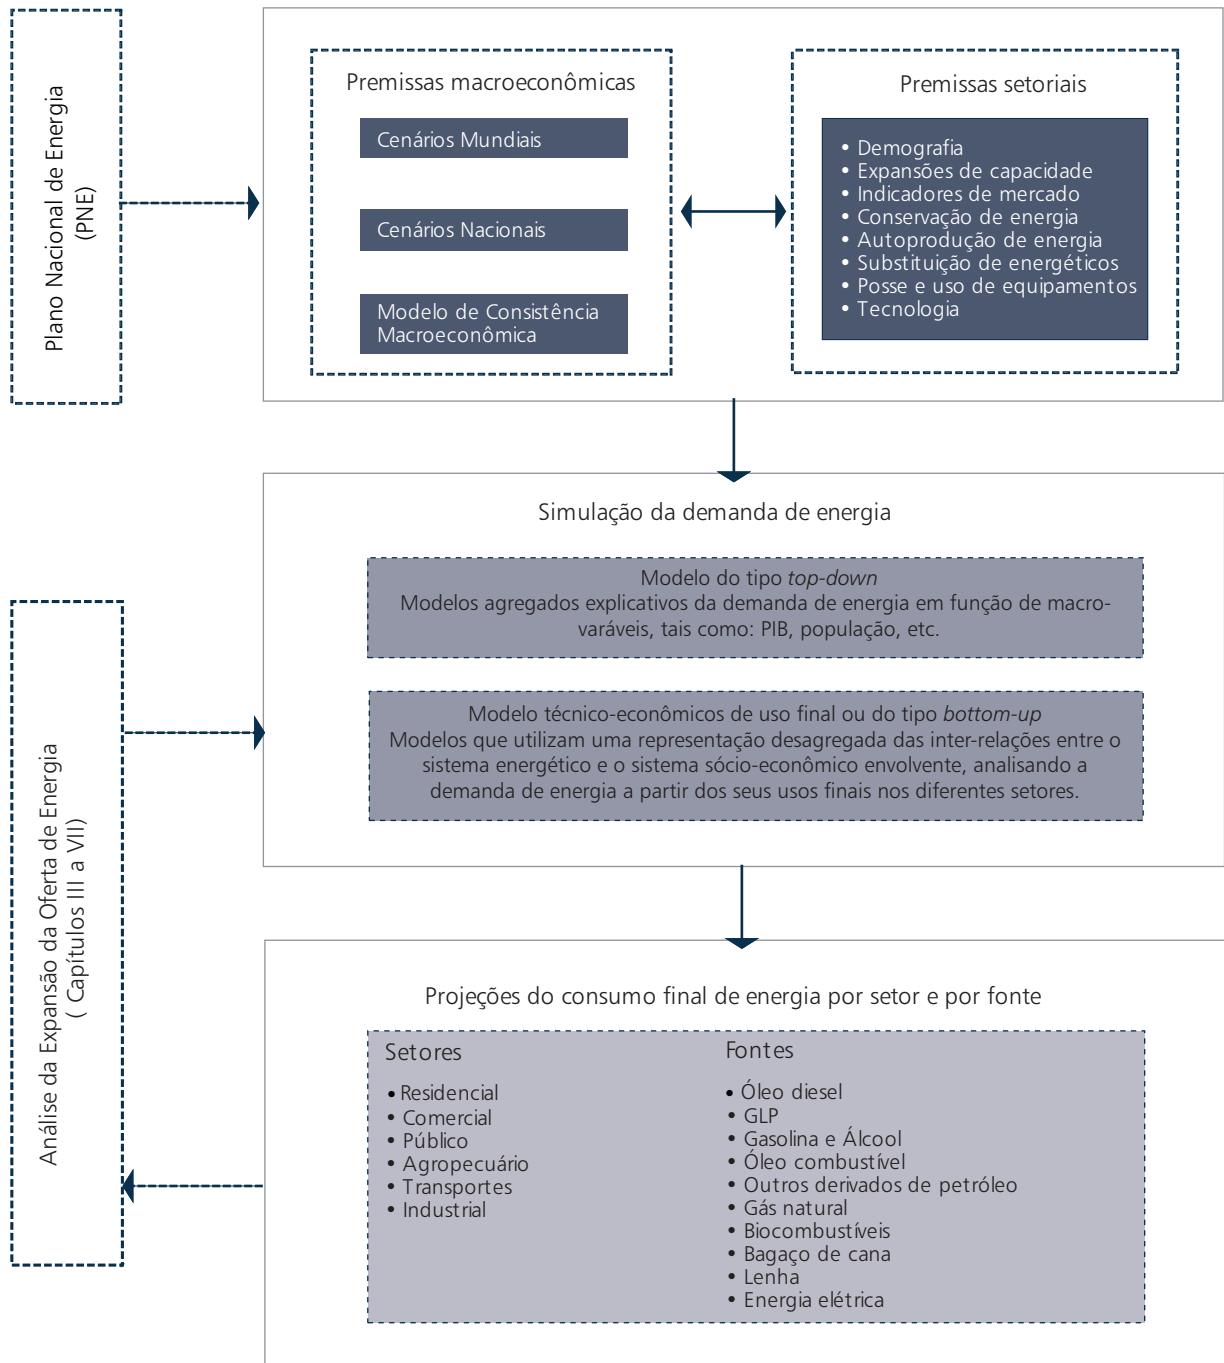 Plano Nacional de Energia
(PNE)
Premissas macroeconômicas
Cenários Mundiais
Cenários Nacionais
Modelo de Consistência
Macroeconômica
Premissas setoriais
• Demografia
• Expansões de capacidade
• Indicadores de mercado
• Conservação de energia
• Autoprodução de energia
• Substituição de energéticos
• Posse e uso de equipamentos
• Tecnologia
Análise da Expansão da Oferta de Energia
( Capítulos III a VII)
Simulação da demanda de energia
Modelo do tipo top-down
Modelos agregados explicativos da demanda de energia em função de macro-
varáveis, tais como: PIB, população, etc.
Modelo técnico-econômicos de uso final ou do tipo bottom-up
Modelos que utilizam uma representação desagregada das inter-relações entre o
sistema energético e o sistema sócio-econômico envolvente, analisando a
demanda de energia a partir dos seus usos finais nos diferentes setores.
Projeções do consumo final de energia por setor e por fonte
Setores
• Residencial
• Comercial
• Público
• Agropecuário
• Transportes
• Industrial
Fontes
• Óleo diesel
• GLP
• Gasolina e Álcool
• Óleo combustível
• Outros derivados de petróleo
• Gás natural
• Biocombustíveis
• Bagaço de cana
• Lenha
• Energia elétrica